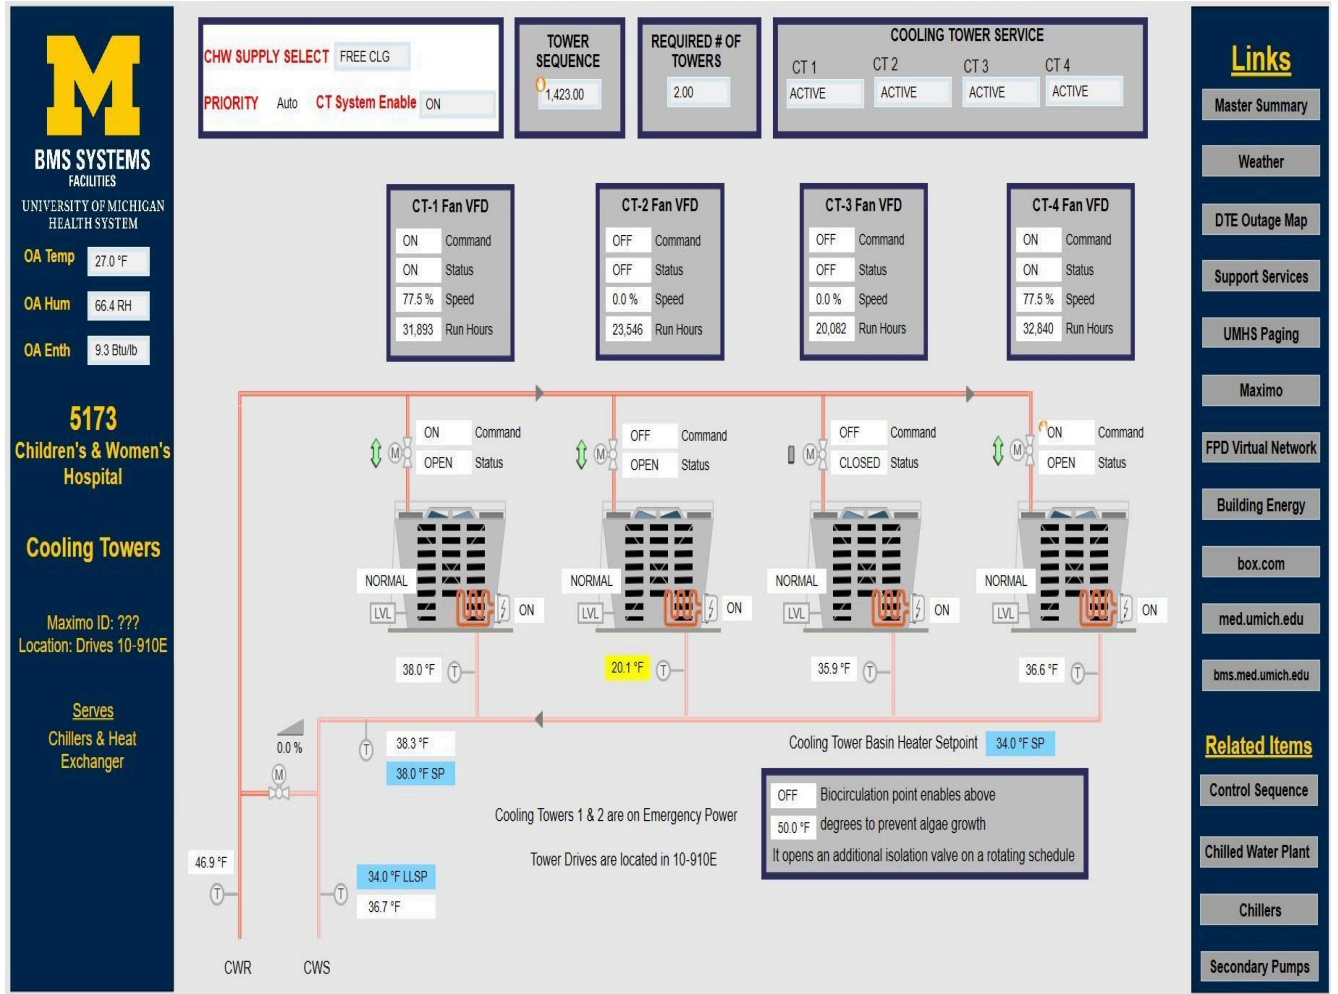 M
BMS SYSTEMS
FACILITIES
UNIVERSITY OF MICHIGAN
HEALTH SYSTEM
OA Temp 27.0 °F
OA Hum 66.4 RH
OA Enth 9.3 Btu/lb
5173
Children's & Women's
Hospital
Cooling Towers
Maximo ID: ???
Location: Drives 10-910E
Serves
Chillers & Heat
Exchanger
CHW SUPPLY SELECT FREE CLG
PRIORITY Auto CT System Enable ON
TOWER
SEQUENCE
1,423.00
REQUIRED # OF
TOWERS
2.00
COOLING TOWER SERVICE
CT 1 CT 2 CT 3 CT 4
ACTIVE ACTIVE ACTIVE ACTIVE
CT-1 Fan VFD
ON Command
ON Status
77.5 % Speed
31,893 Run Hours
CT-2 Fan VFD
OFF Command
OFF Status
0.0 % Speed
23,546 Run Hours
CT-3 Fan VFD
OFF Command
OFF Status
0.0 % Speed
20,082 Run Hours
CT-4 Fan VFD
ON Command
ON Status
77.5 % Speed
32,840 Run Hours
M ON Command
OPEN Status
M OFF Command
OPEN Status
M OFF Command
CLOSED Status
M ON Command
OPEN Status
NORMAL
LVL ON
NORMAL
LVL ON
NORMAL
LVL ON
NORMAL
LVL ON
38.0 °F T
20.1 °F T
35.9 °F T
36.6 °F T
0.0 %
M
T 38.3 °F
38.0 °F SP
Cooling Tower Basin Heater Setpoint 34.0 °F SP
Cooling Towers 1 & 2 are on Emergency Power
Tower Drives are located in 10-910E
OFF Biocirculation point enables above
50.0 °F degrees to prevent algae growth
It opens an additional isolation valve on a rotating schedule
46.9 °F
T
34.0 °F LLSP
T 36.7 °F
CWR CWS
Links
Master Summary
Weather
DTE Outage Map
Support Services
UMHS Paging
Maximo
FPD Virtual Network
Building Energy
box.com
med.umich.edu
bms.med.umich.edu
Related Items
Control Sequence
Chilled Water Plant
Chillers
Secondary Pumps